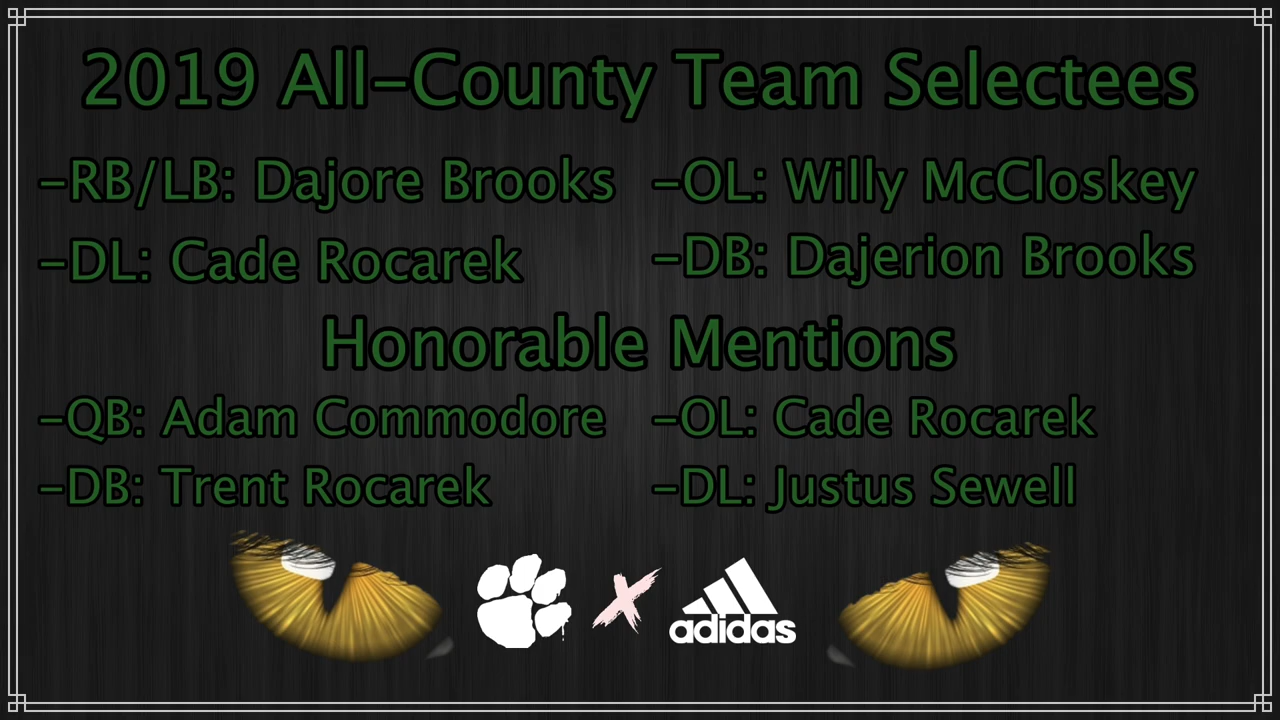 2019 All-County Team Selectees
-RB/LB: Dajore Brooks
-OL: Willy McCloskey
-DL: Cade Rocarek
-DB: Dajerion Brooks
Honorable Mentions
-QB: Adam Commodore
-OL: Cade Rocarek
-DB: Trent Rocarek
-DL: Justus Sewell
X
adidas